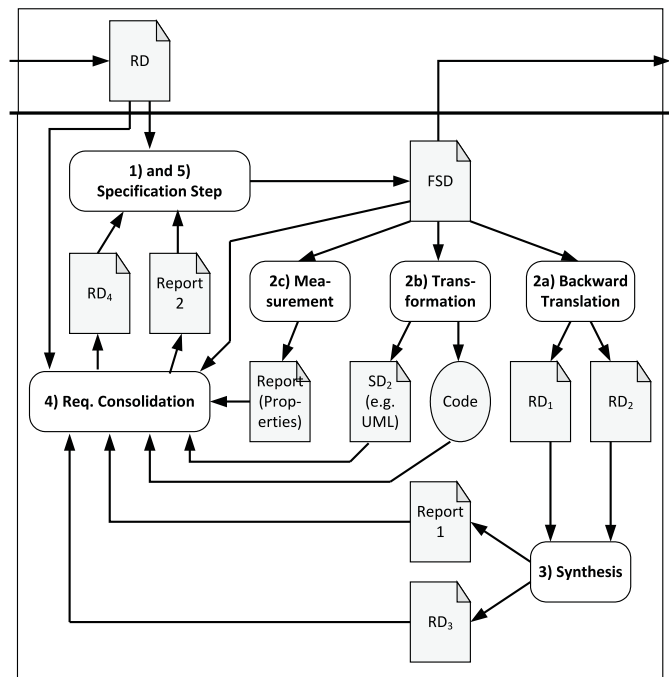 RD
1) and 5)
Specification Step
FSD
RD₄
Report
2
2c) Mea-
surement
2b) Trans-
formation
2a) Backward
Translation
4) Req. Consolidation
Report
(Prop-
erties)
SD₂
(e.g.
UML)
Code
RD₁
RD₂
Report
1
3) Synthesis
RD₃